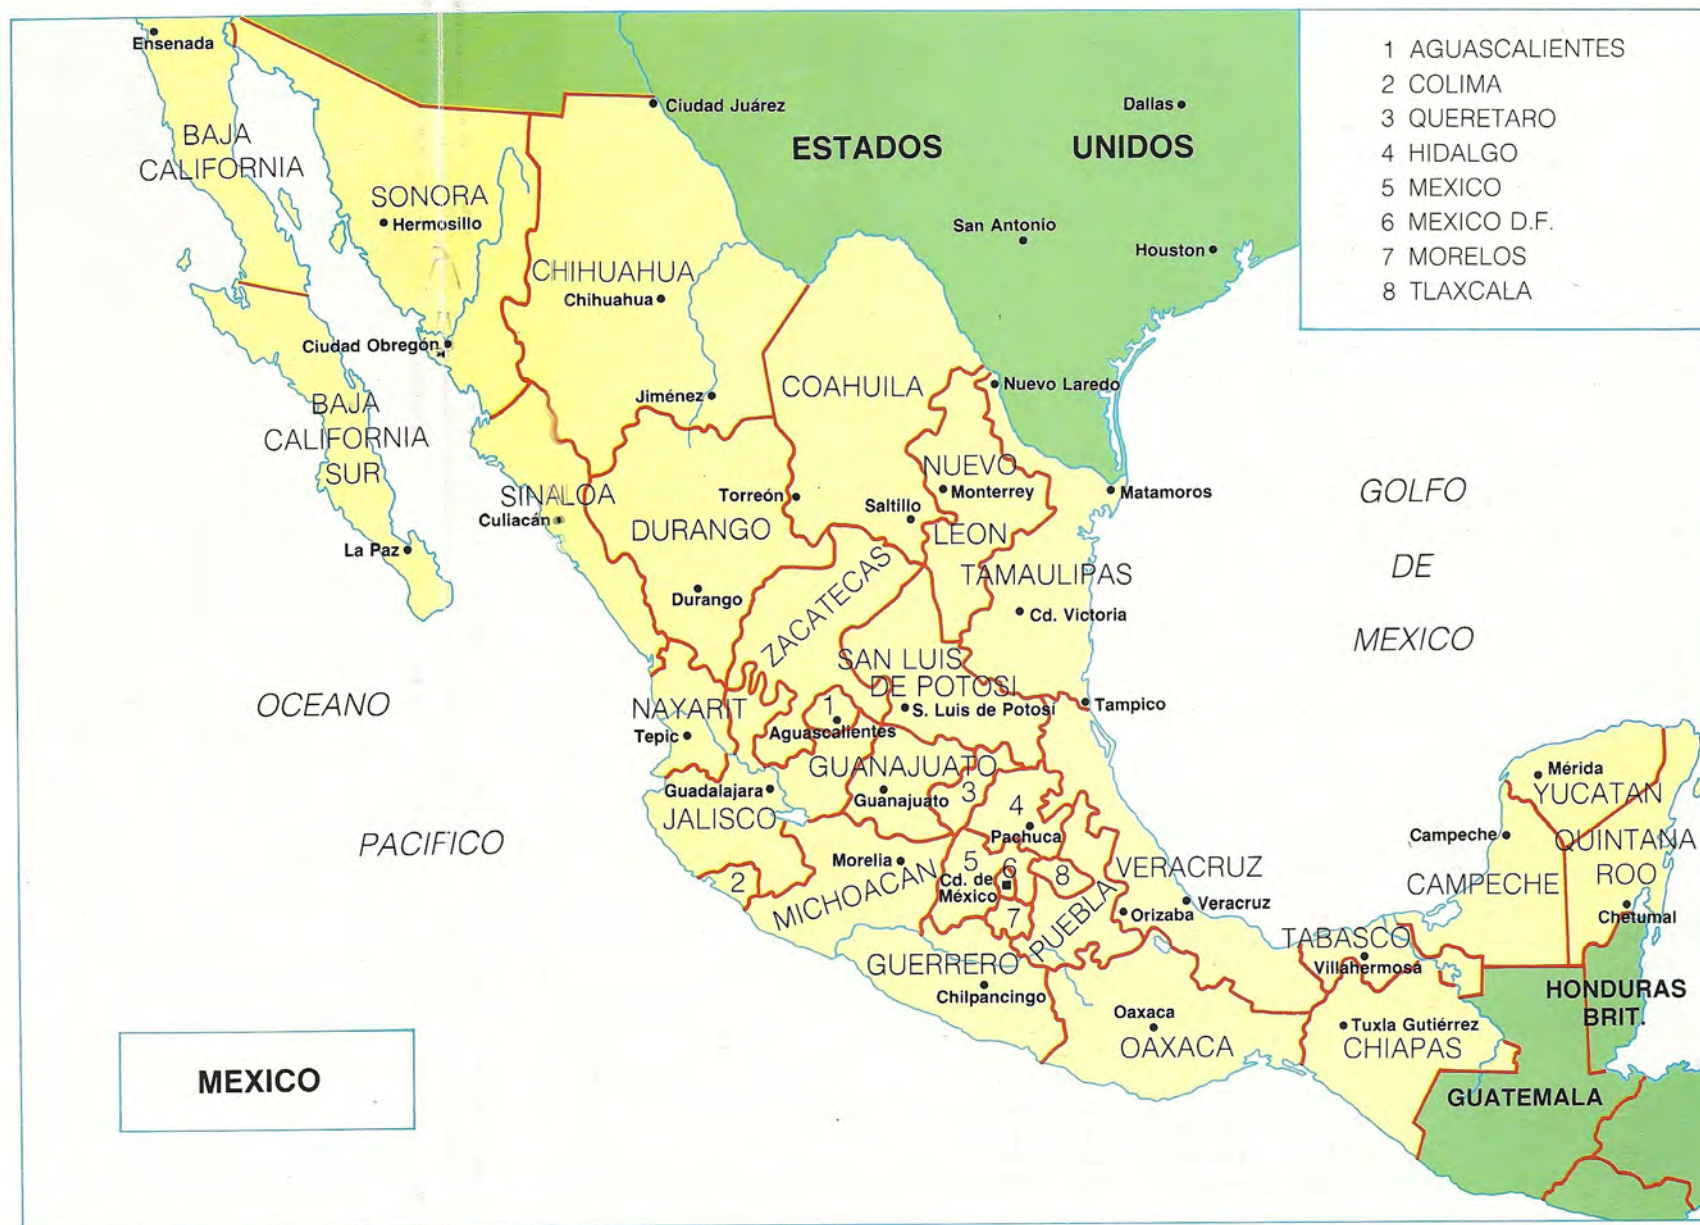 1 AGUASCALIENTES
2 COLIMA
3 QUERETARO
4 HIDALGO
5 MEXICO
6 MEXICO D.F.
7 MORELOS
8 TLAXCALA
Ensenada
BAJA
CALIFORNIA
SONORA
Hermosillo
Ciudad Juárez
ESTADOS UNIDOS
Dallas
San Antonio
Houston
CHIHUAHUA
Chihuahua
Ciudad Obregón
Jiménez
COAHUILA
Nuevo Laredo
BAJA
CALIFORNIA
SUR
La Paz
SINALOA
Culiacán
Torreón
DURANGO
Durango
Saltillo
NUEVO
Monterrey
LEON
Matamoros
GOLFO
DE
MEXICO
TAMAULIPAS
Cd. Victoria
ZACATECAS
SAN LUIS
DE POTOSI
S. Luis de Potosí
Tampico
OCEANO
PACIFICO
NAYARIT
Tepic
1
Aguascalientes
GUANAJUATO
Guanajuato
3
4
Pachuca
Guadalajara
JALISCO
2
Morelia
MICHOACÁN
5
Cd. de
México
6
7
8
PUEBLA
VERACRUZ
Veracruz
Orizaba
GUERRERO
Chilpancingo
Oaxaca
OAXACA
TABASCO
Villahermosa
Tuxla Gutiérrez
CHIAPAS
Mérida
YUCATAN
Campeche
CAMPECHE
QUINTANA
ROO
Chetumal
HONDURAS
BRIT.
GUATEMALA
MEXICO